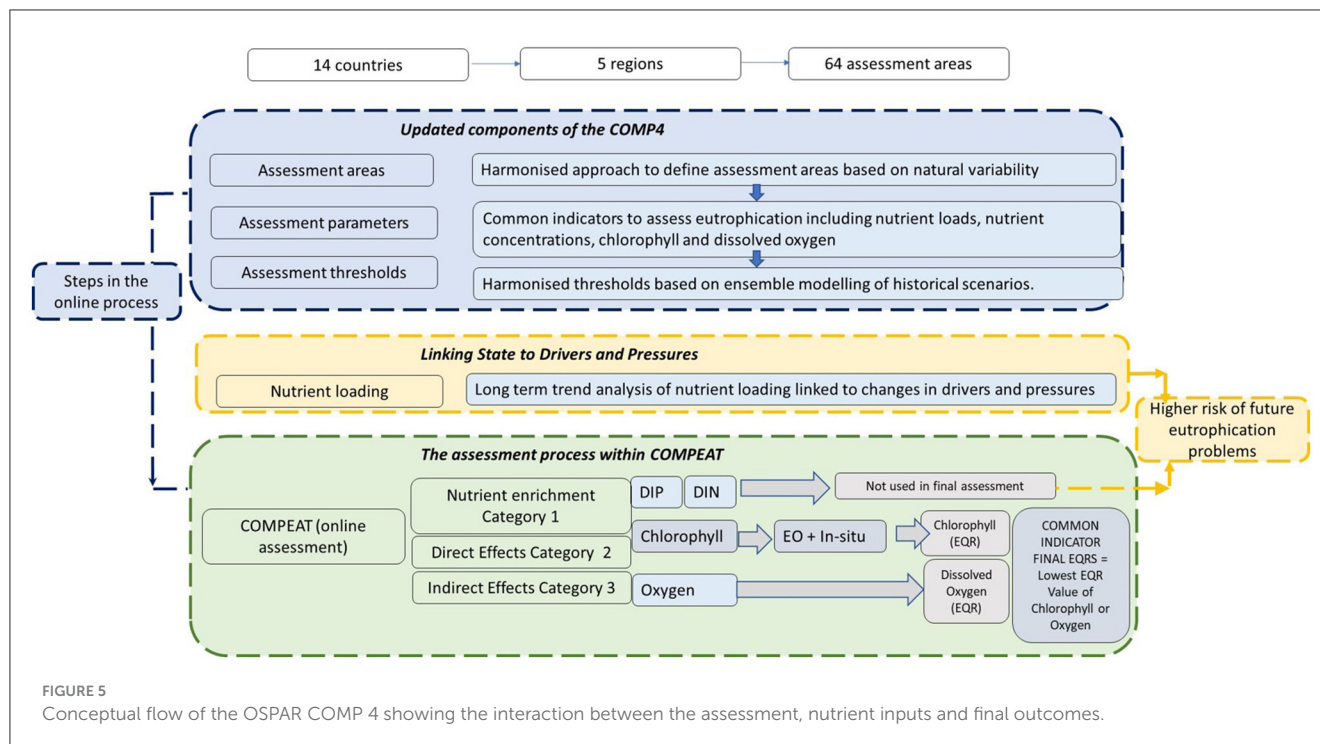 14 countries
5 regions
64 assessment areas
Updated components of the COMP4
Assessment areas
Harmonised approach to define assessment areas based on natural variability
Assessment parameters
Common indicators to assess eutrophication including nutrient loads, nutrient
concentrations, chlorophyll and dissolved oxygen
Assessment thresholds
Harmonised thresholds based on ensemble modelling of historical scenarios.
Steps in the
online process
Linking State to Drivers and Pressures
Nutrient loading
Long term trend analysis of nutrient loading linked to changes in drivers and pressures
Higher risk of future
eutrophication
problems
The assessment process within COMPEAT
COMPEAT (online
assessment)
Nutrient enrichment
Category 1
DIP
DIN
Not used in final assessment
Direct Effects Category 2
Chlorophyll
EO + In-situ
Chlorophyll
(EQR)
Indirect Effects Category 3
Oxygen
Dissolved
Oxygen
(EQR)
COMMON
INDICATOR
FINAL EQRS =
Lowest EQR
Value of
Chlorophyll or
Oxygen
FIGURE 5
Conceptual flow of the OSPAR COMP 4 showing the interaction between the assessment, nutrient inputs and final outcomes.